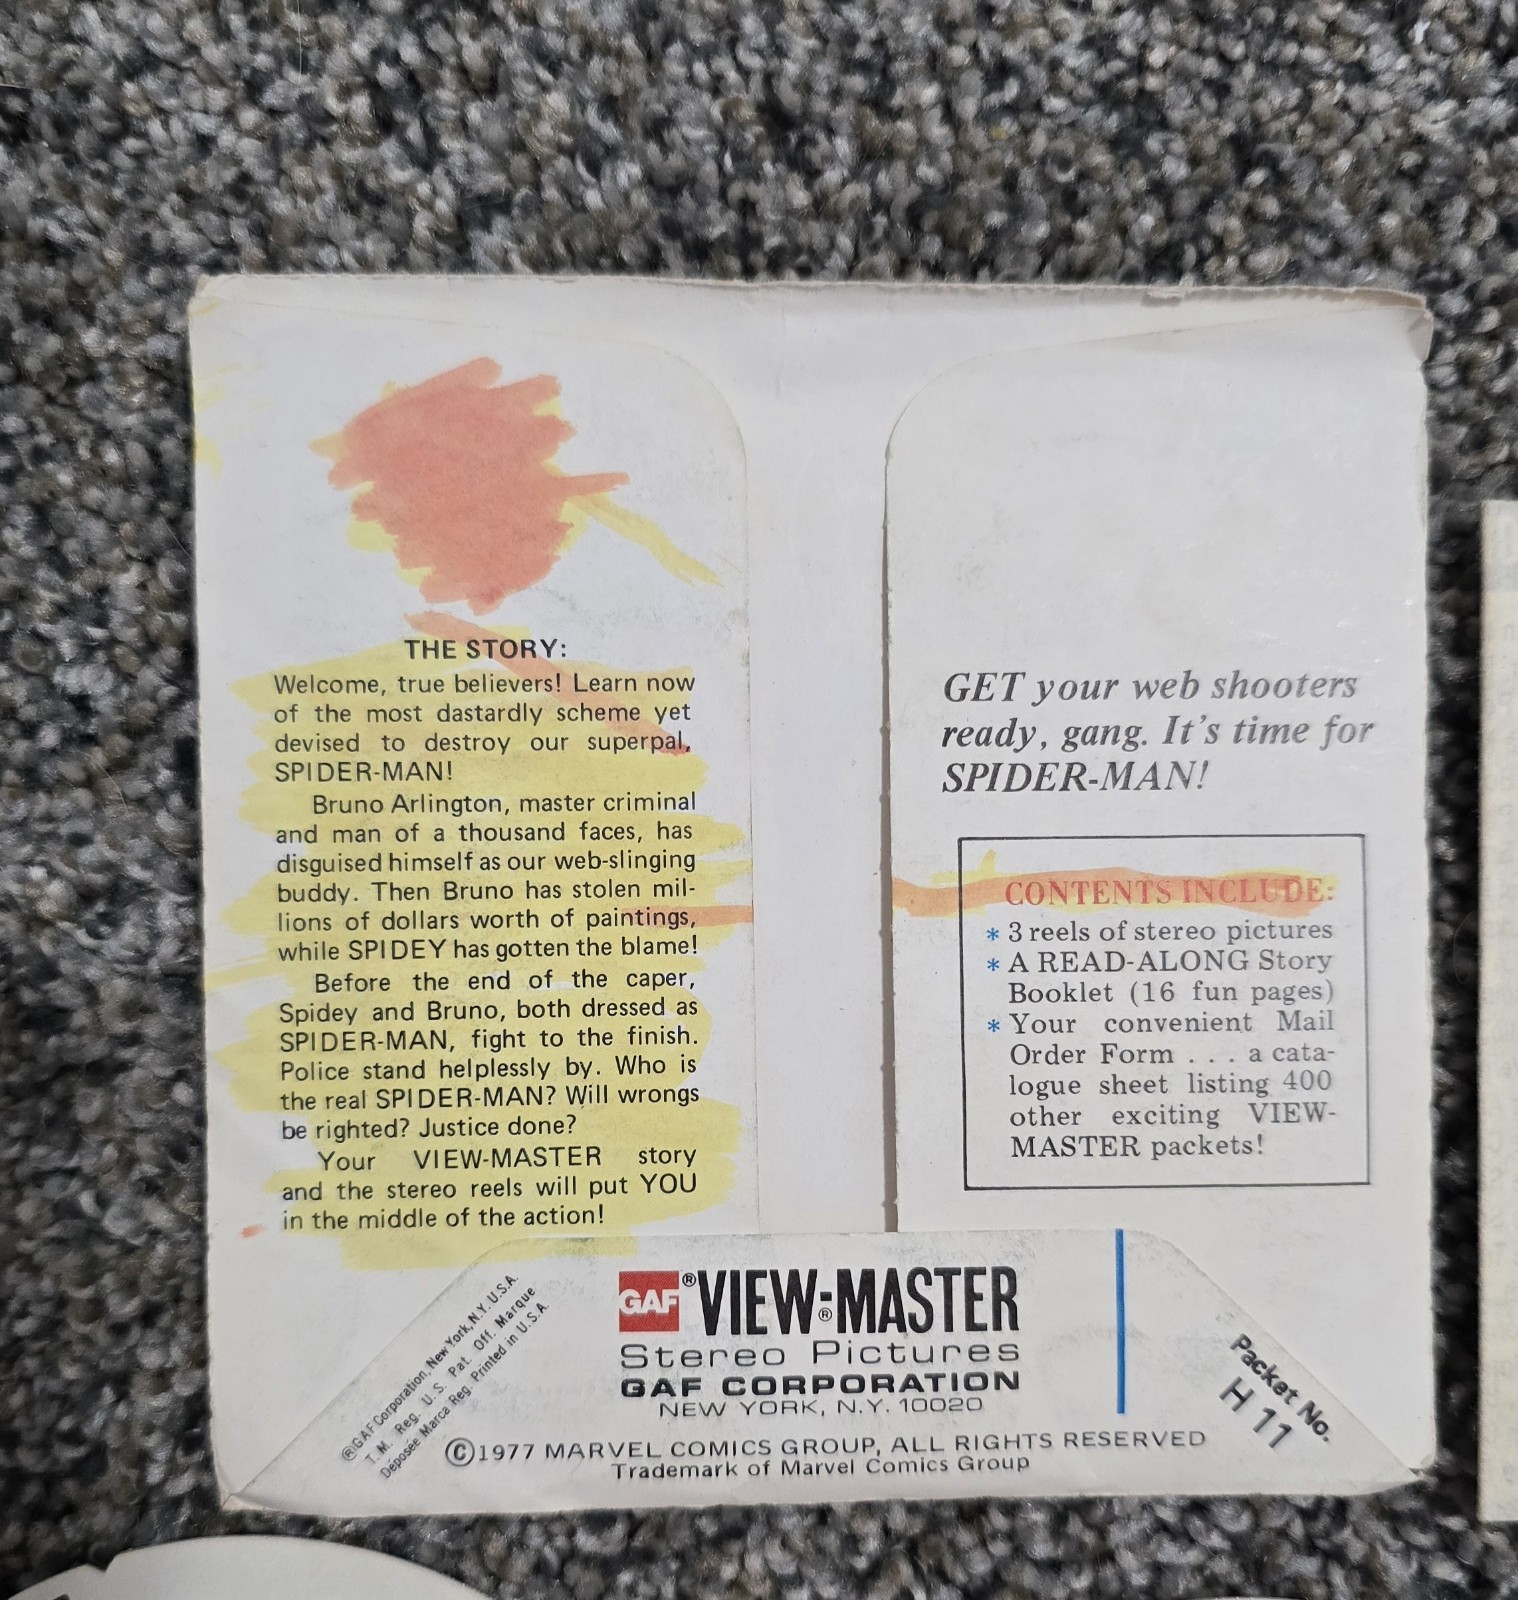 THE STORY:
Welcome, true believers! Learn now
of the most dastardly scheme yet
devised to destroy our superpal,
SPIDER-MAN!
Bruno Arlington, master criminal
and man of a thousand faces, has
disguised himself as our web-slinging
buddy. Then Bruno has stolen mil-
lions of dollars worth of paintings,
while SPIDEY has gotten the blame!
Before the end of the caper,
Spidey and Bruno, both dressed as
SPIDER-MAN, fight to the finish.
Police stand helplessly by. Who is
the real SPIDER-MAN? Will wrongs
be righted? Justice done?
Your VIEW-MASTER story
and the stereo reels will put YOU
in the middle of the action!
GET your web shooters
ready, gang. It's time for
SPIDER-MAN!
CONTENTS INCLUDE:
* 3 reels of stereo pictures
* A READ-ALONG Story
Booklet (16 fun pages)
* Your convenient Mail
Order Form . . . a cata-
logue sheet listing 400
other exciting VIEW-
MASTER packets!
®GAF Corporation, New York, N.Y. U.S.A.
T.M. Reg. U.S. Pat. Off. Marque
Déposée Marca Reg. Printed in U.S.A.
GAF® VIEW-MASTER®
Stereo Pictures
GAF CORPORATION
NEW YORK, N.Y. 10020
©1977 MARVEL COMICS GROUP, ALL RIGHTS RESERVED
Trademark of Marvel Comics Group
Packet No.
H 11